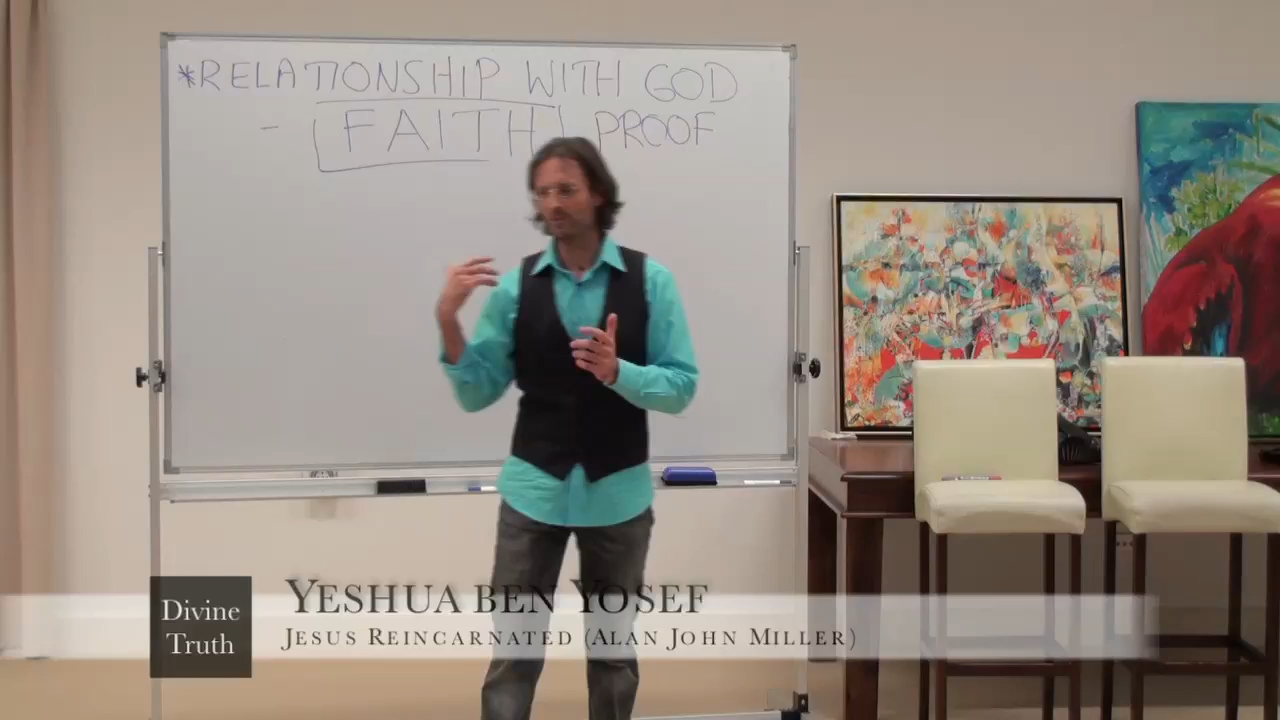 *RELATIONSHIP WITH GOD
- FAITH PROOF
Divine
Truth
YESHUA BEN YOSEF
JESUS REINCARNATED (ALAN JOHN MILLER)